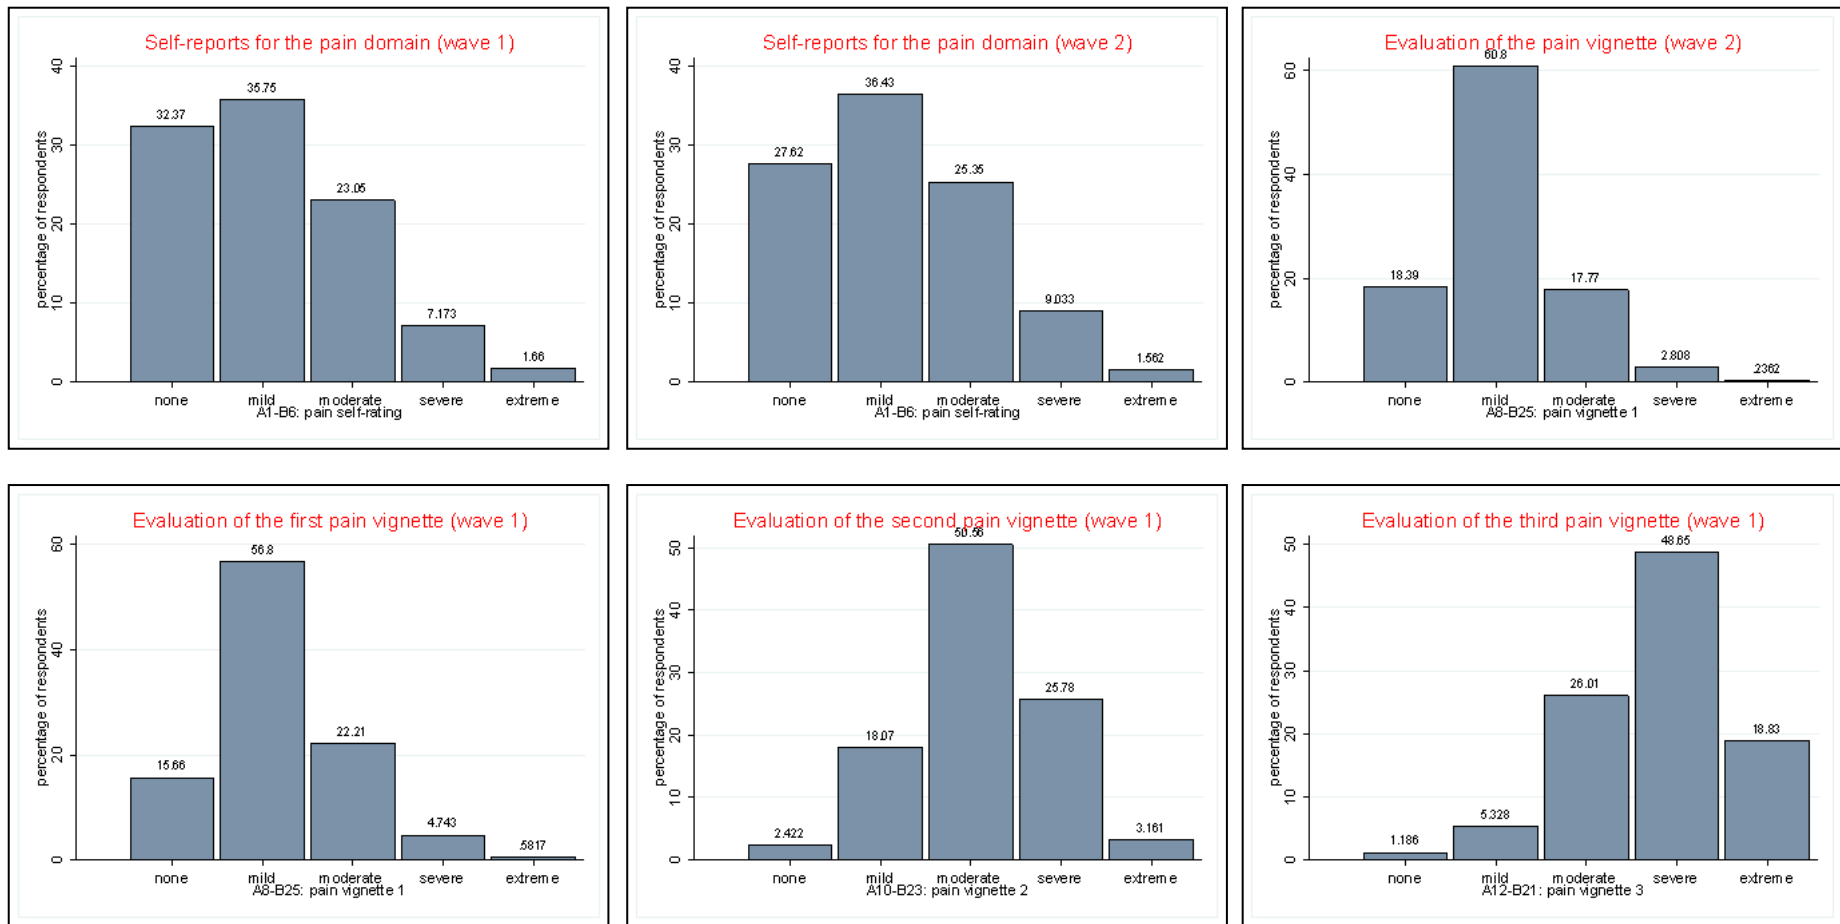 Self-reports for the pain domain (wave 1)
percentage of respondents
40
30
20
10
0
32.37
35.75
23.05
7.173
1.66
none mild moderate severe extreme
A1-B6: pain self-rating
Self-reports for the pain domain (wave 2)
percentage of respondents
40
30
20
10
0
27.62
36.43
25.35
9.033
1.562
none mild moderate severe extreme
A1-B6: pain self-rating
Evaluation of the pain vignette (wave 2)
percentage of respondents
60
40
20
0
18.39
60.8
17.77
2.808
.2362
none mild moderate severe extreme
A8-B25: pain vignette 1
Evaluation of the first pain vignette (wave 1)
percentage of respondents
60
40
20
0
15.66
56.8
22.21
4.743
.5817
none mild moderate severe extreme
A8-B25: pain vignette 1
Evaluation of the second pain vignette (wave 1)
percentage of respondents
50
40
30
20
10
0
2.422
18.07
50.56
25.78
3.161
none mild moderate severe extreme
A10-B23: pain vignette 2
Evaluation of the third pain vignette (wave 1)
percentage of respondents
50
40
30
20
10
0
1.186
5.328
26.01
48.65
18.83
none mild moderate severe extreme
A12-B21: pain vignette 3